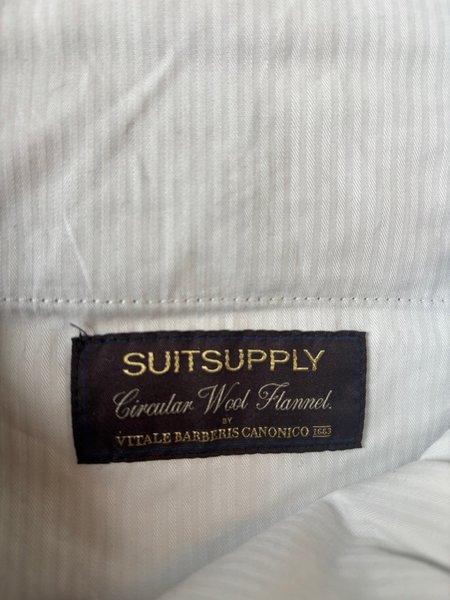 SUITSUPPLY
Circular Wool Flannel.
BY
VITALE BARBERIS CANONICO 1663